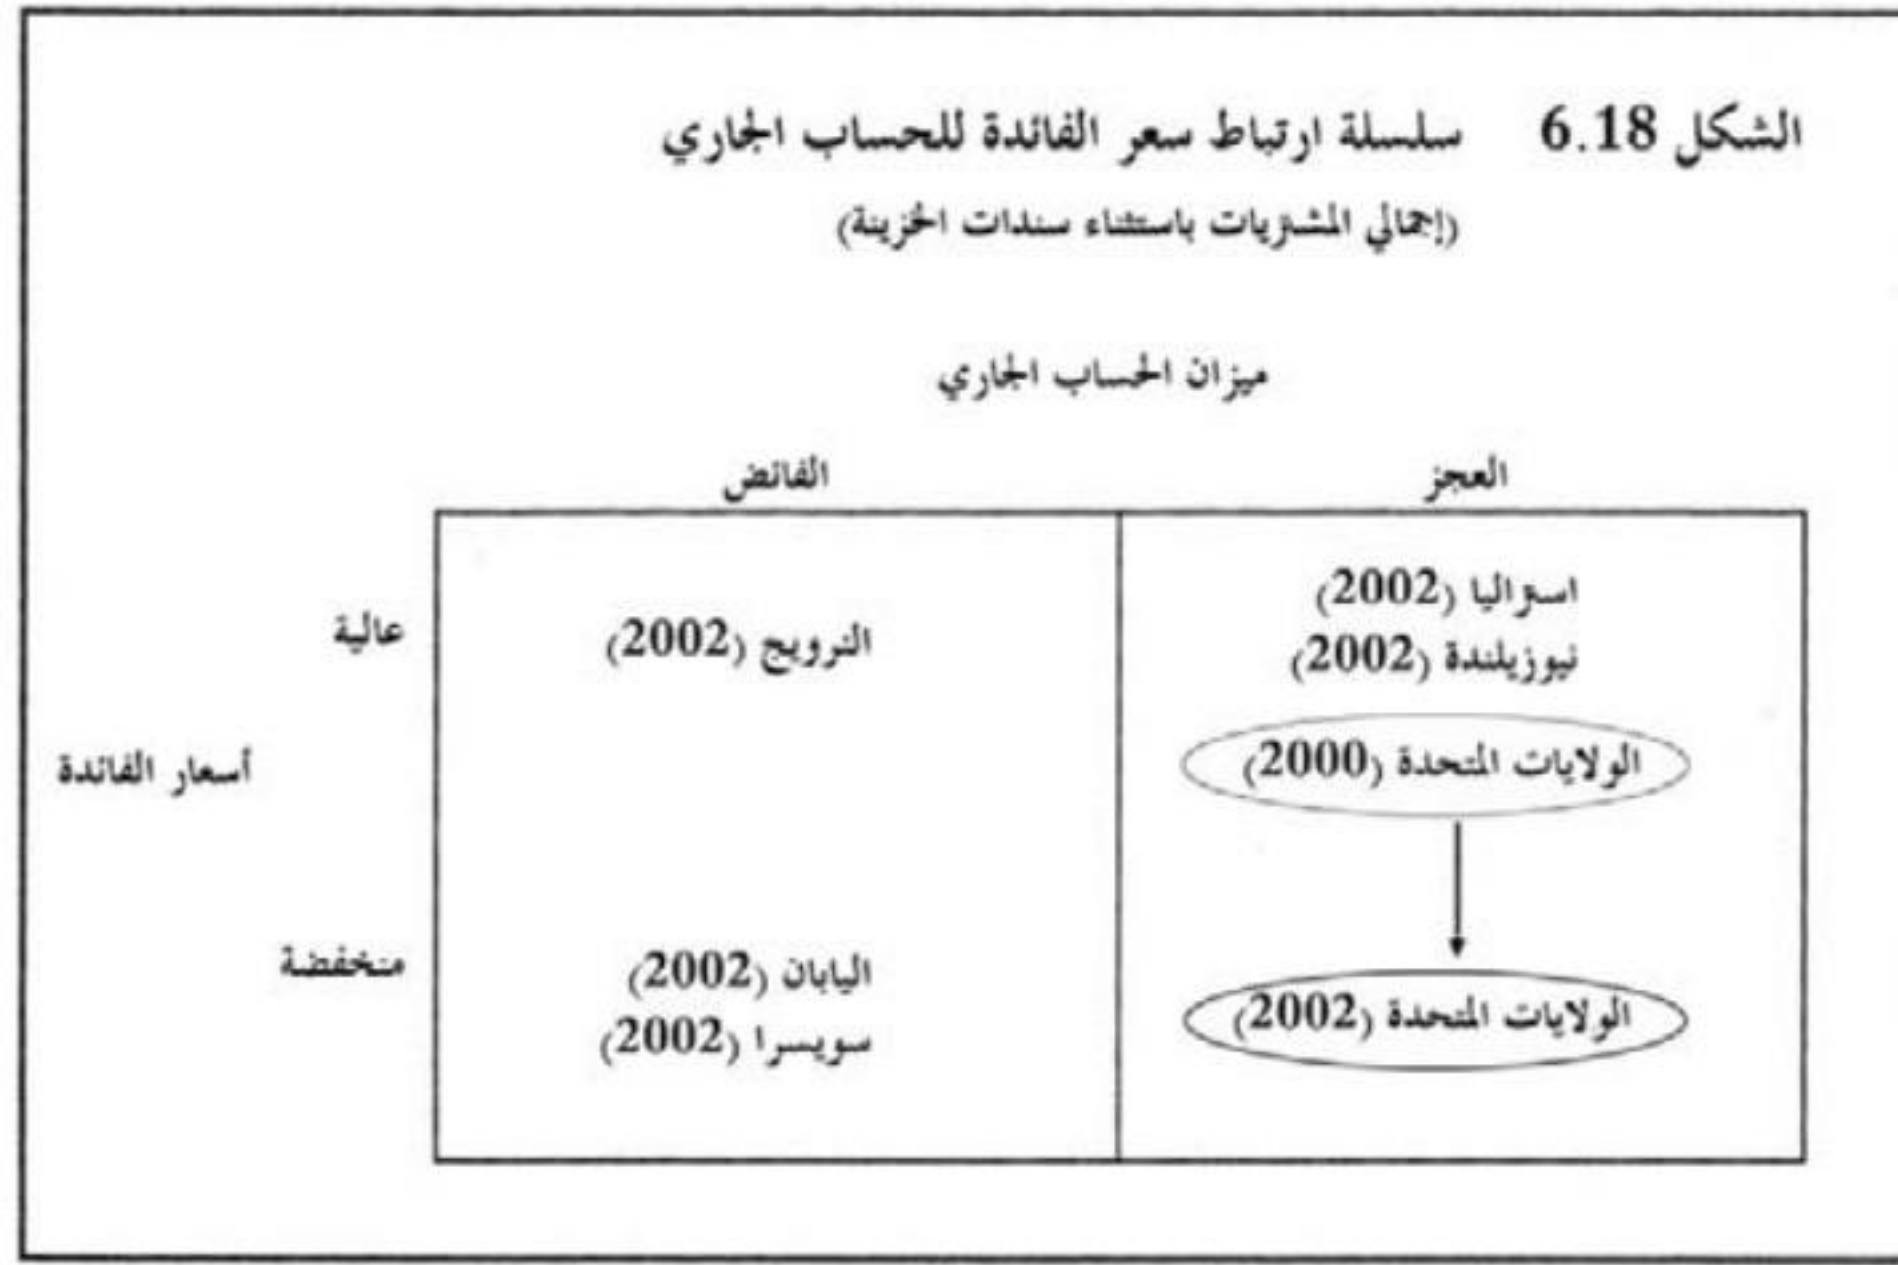 الشكل 6.18 سلسلة ارتباط سعر الفائدة للحساب الجاري
(إجمالي المشتريات باستثناء سندات الخزينة)
ميزان الحساب الجاري
العجز
الفائض
استراليا (2002)
نيوزيلندة (2002)
الولايات المتحدة (2000)
الولايات المتحدة (2002)
النرويج (2002)
اليابان (2002)
سويسرا (2002)
عالية
أسعار الفائدة
منخفضة